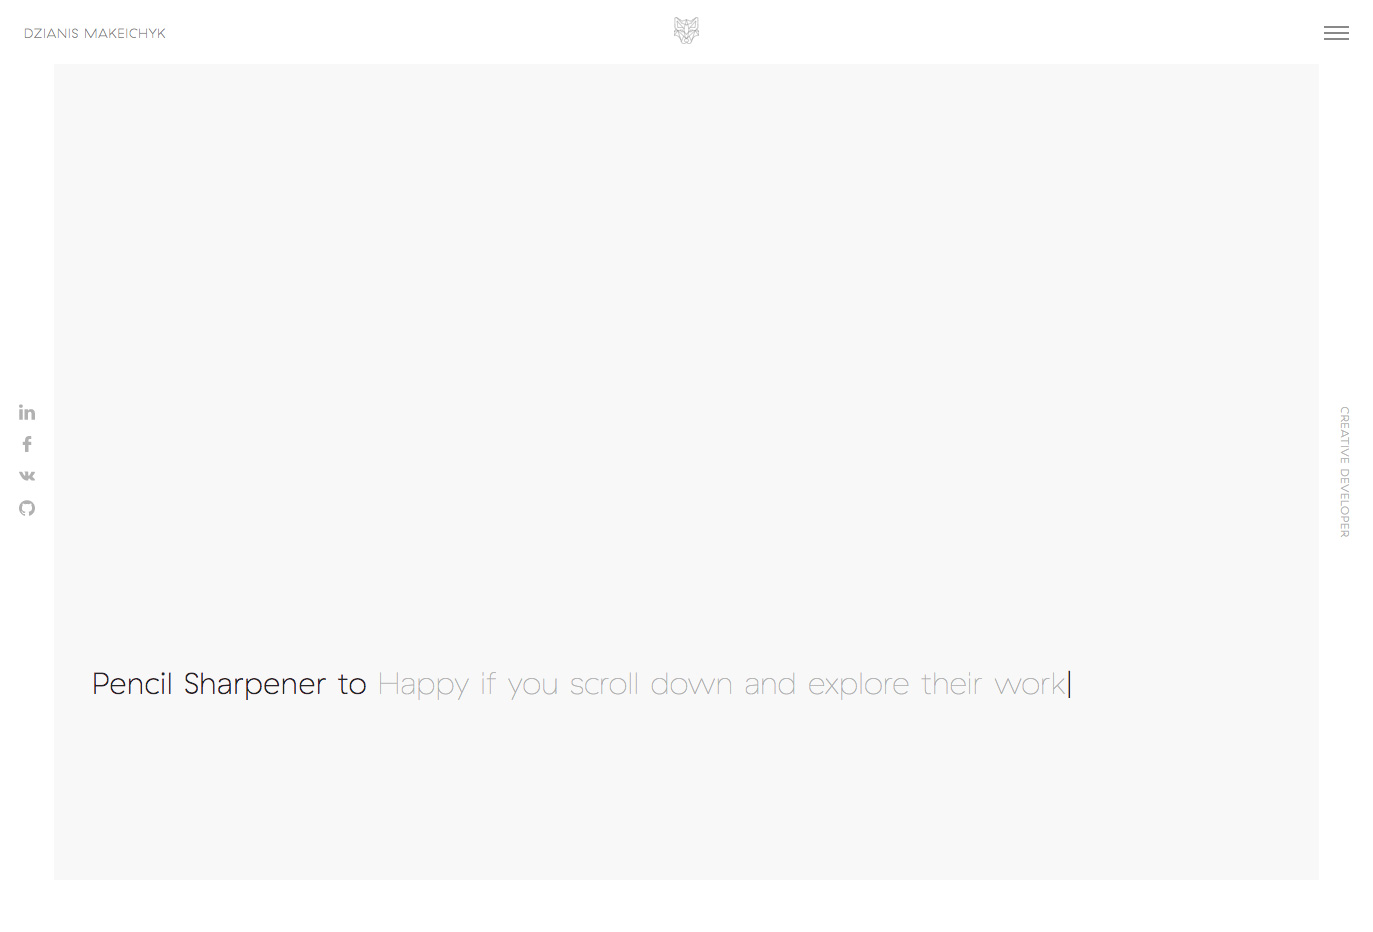 DZIANIS MAKEICHYK
CREATIVE DEVELOPER
Pencil Sharpener to Happy if you scroll down and explore their work